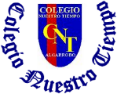 COLEGIO
NUESTRO TIEMPO
CNT
ALGARROBO
Colegio Nuestro Tiempo